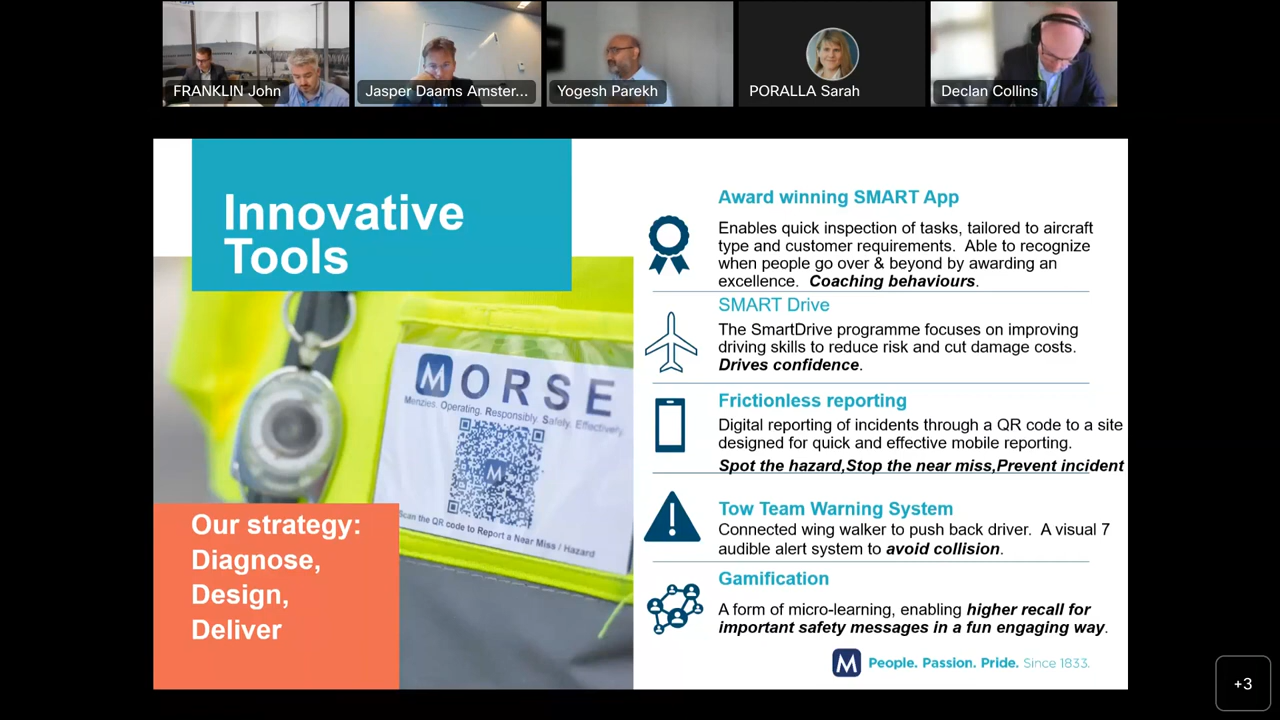 FRANKLIN John
Jasper Daams Amster...
Yogesh Parekh
PORALLA Sarah
Declan Collins
Innovative
Tools
MORSE
Menzies. Operating. Responsibly. Safely. Effectively.
M
Scan the QR code to Report a Near Miss / Hazard
Our strategy:
Diagnose,
Design,
Deliver
Award winning SMART App
Enables quick inspection of tasks, tailored to aircraft
type and customer requirements. Able to recognize
when people go over & beyond by awarding an
excellence. Coaching behaviours.
SMART Drive
The SmartDrive programme focuses on improving
driving skills to reduce risk and cut damage costs.
Drives confidence.
Frictionless reporting
Digital reporting of incidents through a QR code to a site
designed for quick and effective mobile reporting.
Spot the hazard,Stop the near miss,Prevent incident
Tow Team Warning System
Connected wing walker to push back driver. A visual 7
audible alert system to avoid collision.
Gamification
A form of micro-learning, enabling higher recall for
important safety messages in a fun engaging way.
M People. Passion. Pride. Since 1833.
+3